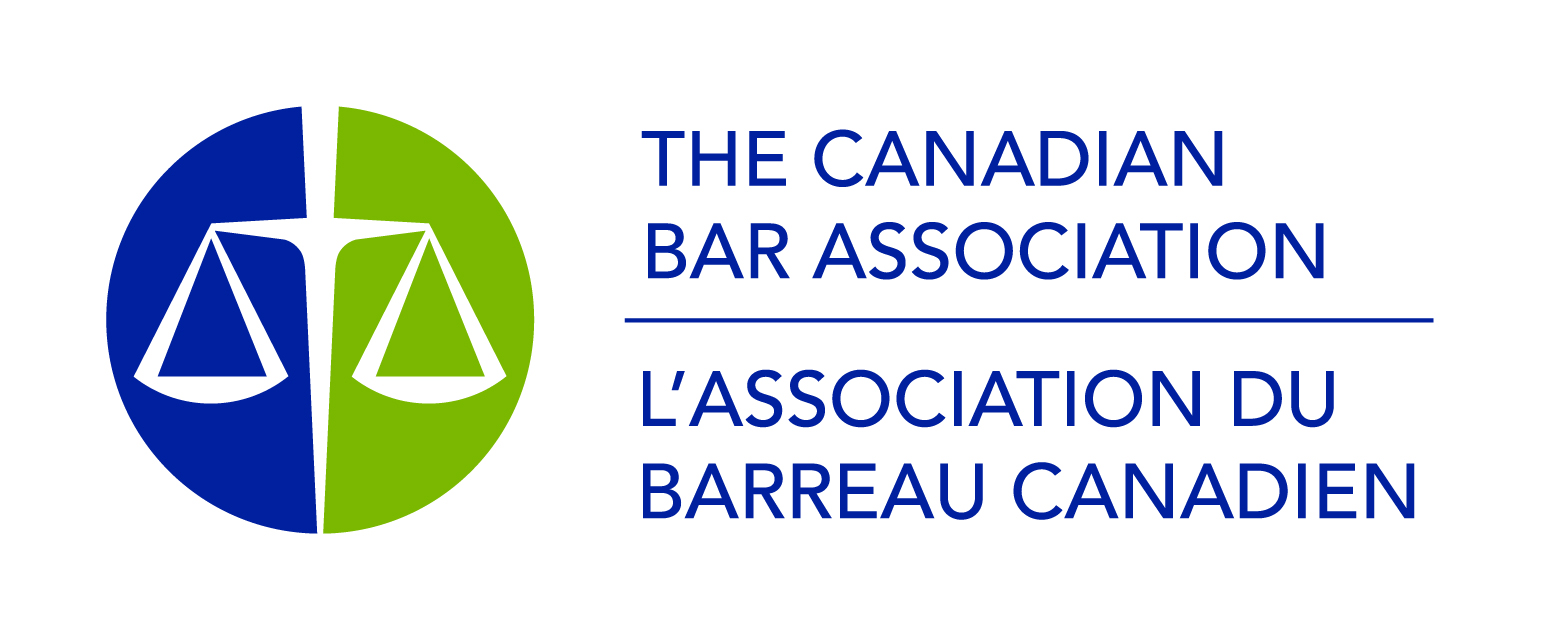 THE CANADIAN
BAR ASSOCIATION
L’ASSOCIATION DU
BARREAU CANADIEN